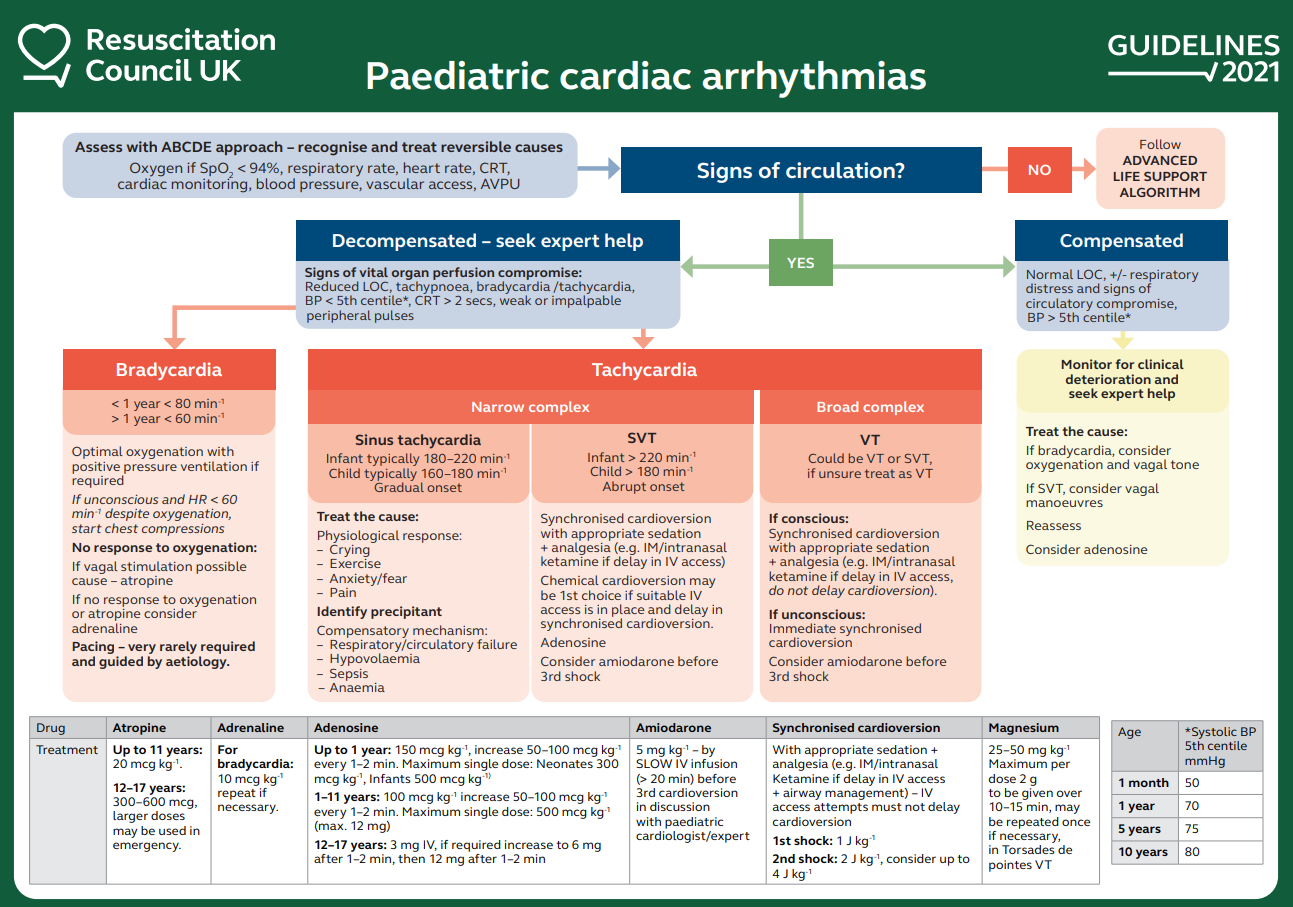 Resuscitation
Council UK
Paediatric cardiac arrhythmias
GUIDELINES
2021
Assess with ABCDE approach – recognise and treat reversible causes
Oxygen if SpO₂ < 94%, respiratory rate, heart rate, CRT,
cardiac monitoring, blood pressure, vascular access, AVPU
Signs of circulation?
NO
Follow
ADVANCED
LIFE SUPPORT
ALGORITHM
YES
Decompensated – seek expert help
Signs of vital organ perfusion compromise:
Reduced LOC, tachypnoea, bradycardia /tachycardia,
BP < 5th centile*, CRT > 2 secs, weak or impalpable
peripheral pulses
Compensated
Normal LOC, +/- respiratory
distress and signs of
circulatory compromise,
BP > 5th centile*
Bradycardia
< 1 year < 80 min⁻¹
> 1 year < 60 min⁻¹
Optimal oxygenation with
positive pressure ventilation if
required
If unconscious and HR < 60
min⁻¹ despite oxygenation,
start chest compressions
No response to oxygenation:
If vagal stimulation possible
cause – atropine
If no response to oxygenation
or atropine consider
adrenaline
Pacing – very rarely required
and guided by aetiology.
Tachycardia
Narrow complex
Broad complex
Sinus tachycardia
Infant typically 180–220 min⁻¹
Child typically 160–180 min⁻¹
Gradual onset
Treat the cause:
Physiological response:
– Crying
– Exercise
– Anxiety/fear
– Pain
Identify precipitant
Compensatory mechanism:
– Respiratory/circulatory failure
– Hypovolaemia
– Sepsis
– Anaemia
SVT
Infant > 220 min⁻¹
Child > 180 min⁻¹
Abrupt onset
Synchronised cardioversion
with appropriate sedation
+ analgesia (e.g. IM/intranasal
ketamine if delay in IV access)
Chemical cardioversion may
be 1st choice if suitable IV
access is in place and delay in
synchronised cardioversion.
Adenosine
Consider amiodarone before
3rd shock
VT
Could be VT or SVT,
if unsure treat as VT
If conscious:
Synchronised cardioversion
with appropriate sedation
+ analgesia (e.g. IM/intranasal
ketamine if delay in IV access,
do not delay cardioversion).
If unconscious:
Immediate synchronised
cardioversion
Consider amiodarone before
3rd shock
Monitor for clinical
deterioration and
seek expert help
Treat the cause:
If bradycardia, consider
oxygenation and vagal tone
If SVT, consider vagal
manoeuvres
Reassess
Consider adenosine
Drug
Treatment
Atropine
Up to 11 years:
20 mcg kg⁻¹.
12–17 years:
300–600 mcg,
larger doses
may be used in
emergency.
Adrenaline
For
bradycardia:
10 mcg kg⁻¹
repeat if
necessary.
Adenosine
Up to 1 year: 150 mcg kg⁻¹, increase 50–100 mcg kg⁻¹
every 1–2 min. Maximum single dose: Neonates 300
mcg kg⁻¹, Infants 500 mcg kg⁻¹⁾
1–11 years: 100 mcg kg⁻¹ increase 50–100 mcg kg⁻¹
every 1–2 min. Maximum single dose: 500 mcg kg⁻¹
(max. 12 mg)
12–17 years: 3 mg IV, if required increase to 6 mg
after 1–2 min, then 12 mg after 1–2 min
Amiodarone
5 mg kg⁻¹ – by
SLOW IV infusion
(> 20 min) before
3rd cardioversion
in discussion
with paediatric
cardiologist/expert
Synchronised cardioversion
With appropriate sedation +
analgesia (e.g. IM/intranasal
Ketamine if delay in IV access
+ airway management) – IV
access attempts must not delay
cardioversion
1st shock: 1 J kg⁻¹
2nd shock: 2 J kg⁻¹, consider up to
4 J kg⁻¹
Magnesium
25–50 mg kg⁻¹
Maximum per
dose 2 g
to be given over
10–15 min, may
be repeated once
if necessary,
in Torsades de
pointes VT
Age
*Systolic BP
5th centile
mmHg
1 month 50
1 year 70
5 years 75
10 years 80